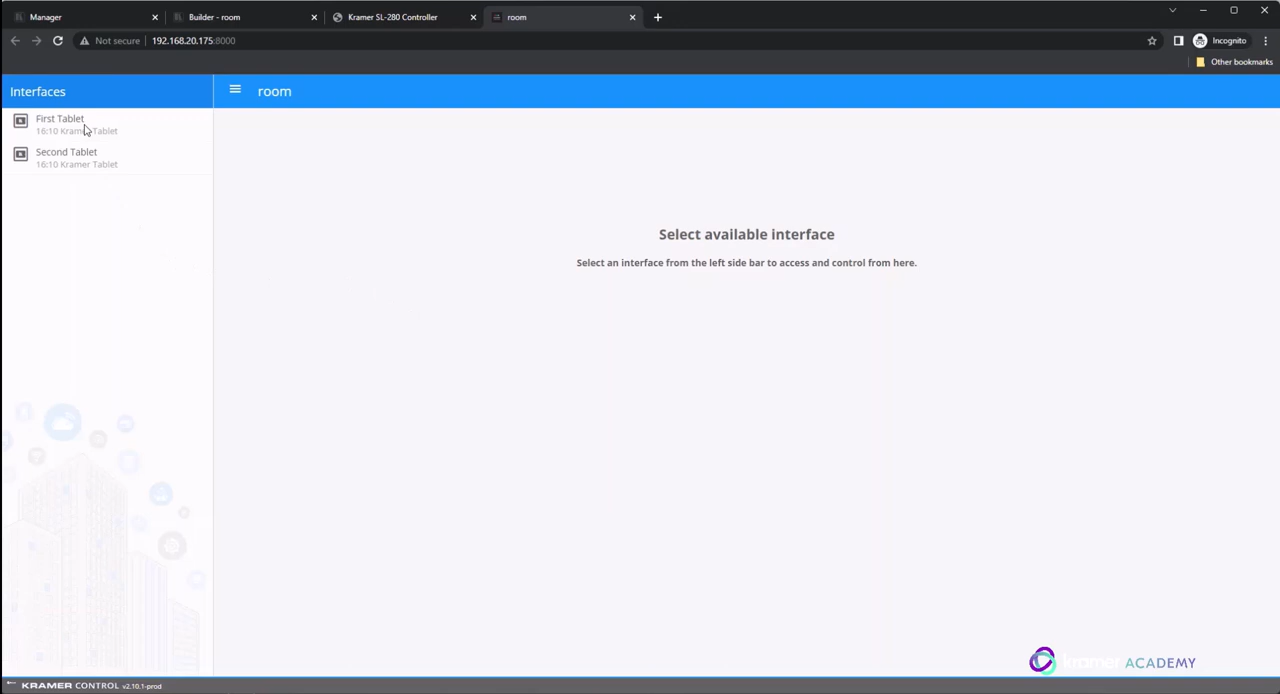 Manager
Builder - room
Kramer SL-280 Controller
room
Not secure
192.168.20.175:8000
Incognito
Other bookmarks
Interfaces
room
First Tablet
16:10 Kramer Tablet
Second Tablet
16:10 Kramer Tablet
Select available interface
Select an interface from the left side bar to access and control from here.
kramer ACADEMY
KRAMER CONTROL v2.10.1-prod